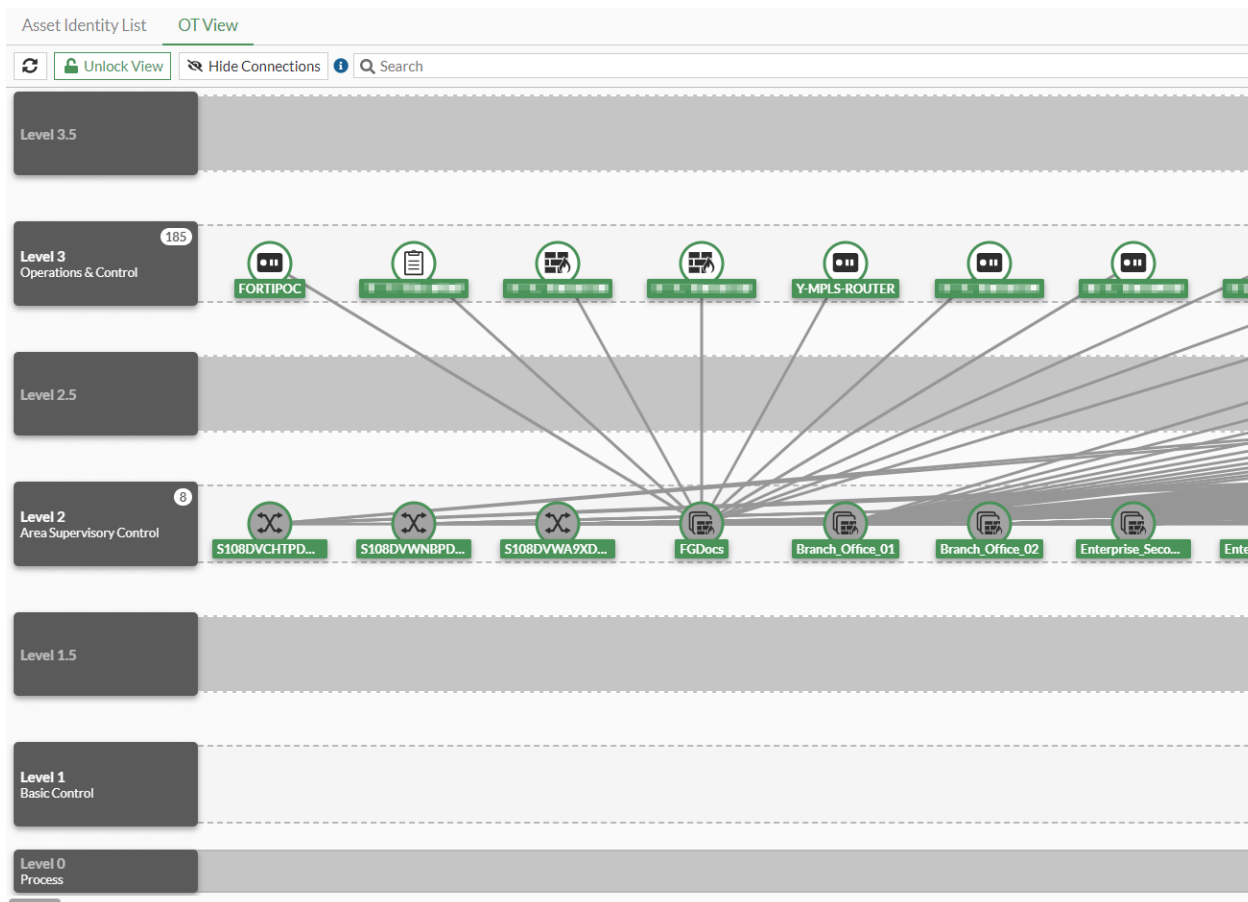 Asset Identity List OT View
Unlock View Hide Connections Search
Level 3.5
185
Level 3
Operations & Control
FORTIPOC Y-MPLS-ROUTER
Level 2.5
8
Level 2
Area Supervisory Control
S108DVCHTPD... S108DVWNBPD... S108DVWA9XD... FGDocs Branch_Office_01 Branch_Office_02 Enterprise_Seco... Ente
Level 1.5
Level 1
Basic Control
Level 0
Process